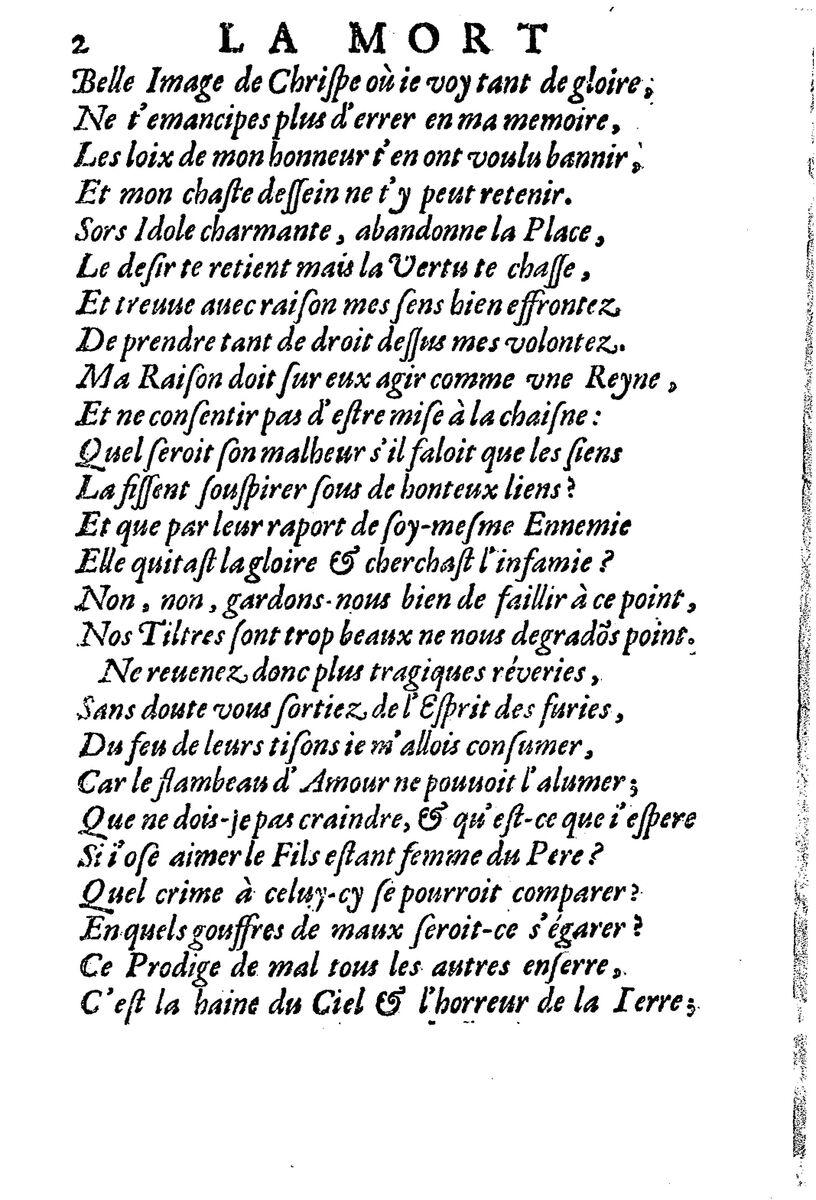 2 LA MORT
Belle Image de Chriſpe où ie voy tant de gloire,
Ne t'emancipes plus d'errer en ma memoire,
Les loix de mon honneur t'en ont voulu bannir,
Et mon chaſte deſſein ne t'y peut retenir.
Sors Idole charmante, abandonne la Place,
Le deſir te retient mais la Vertu te chaſſe,
Et treuue auec raiſon mes ſens bien effrontez
De prendre tant de droit deſſus mes volontez.
Ma Raiſon doit ſur eux agir comme vne Reyne,
Et ne conſentir pas d'eſtre miſe à la chaiſne:
Quel ſeroit ſon malheur s'il faloit que les ſiens
La fiſſent ſouſpirer ſous de honteux liens?
Et que par leur raport de ſoy-meſme Ennemie
Elle quitaſt la gloire & cherchaſt l'infamie?
Non, non, gardons-nous bien de faillir à ce point,
Nos Tiltres ſont trop beaux ne nous degradõs point.
Ne reuenez donc plus tragiques réveries,
Sans doute vous ſortiez de l'Eſprit des furies,
Du feu de leurs tiſons ie m'allois conſumer,
Car le flambeau d'Amour ne pouuoit l'alumer;
Que ne dois-je pas craindre, & qu'eſt-ce que i'eſpere
Si i'oſe aimer le Fils eſtant femme du Pere?
Quel crime à celuy-cy ſe pourroit comparer?
En quels gouffres de maux ſeroit-ce s'égarer?
Ce Prodige de mal tous les autres enſerre,
C'eſt la haine du Ciel & l'horreur de la Terre;